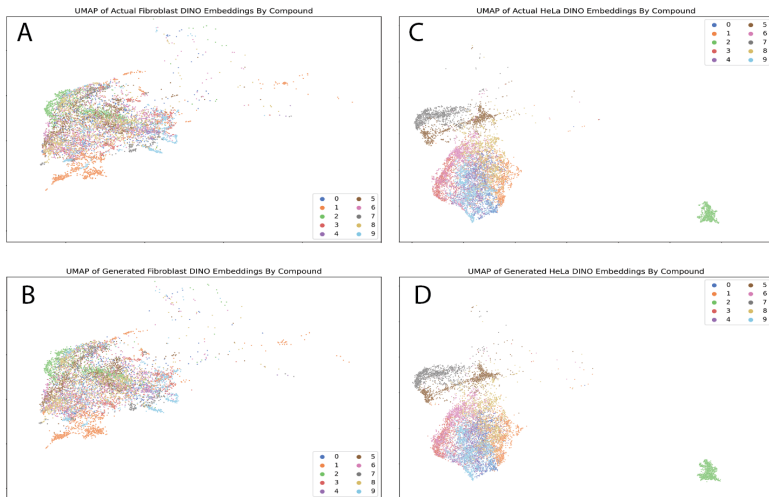 A
UMAP of Actual Fibroblast DINO Embeddings By Compound
0 5
1 6
2 7
3 8
4 9
C
UMAP of Actual HeLa DINO Embeddings By Compound
0 5
1 6
2 7
3 8
4 9
B
UMAP of Generated Fibroblast DINO Embeddings By Compound
0 5
1 6
2 7
3 8
4 9
D
UMAP of Generated HeLa DINO Embeddings By Compound
0 5
1 6
2 7
3 8
4 9